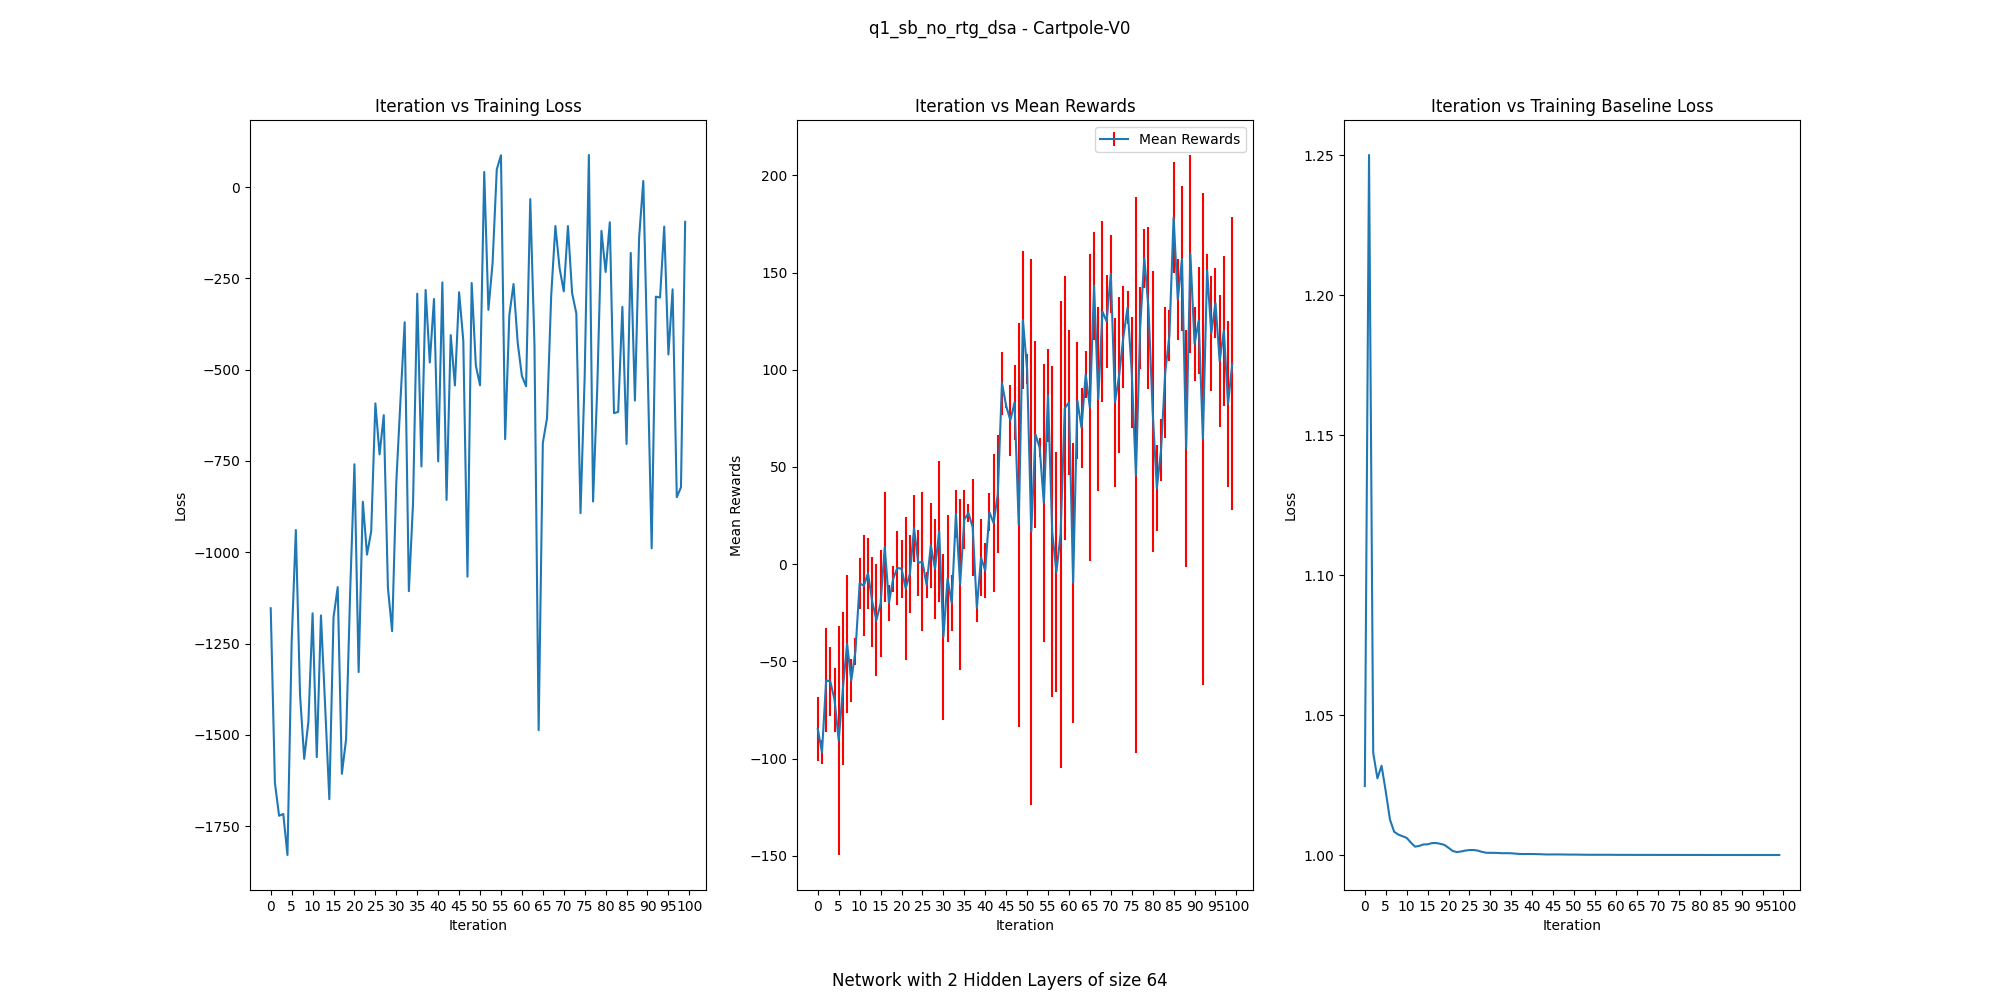 q1_sb_no_rtg_dsa - Cartpole-V0
Iteration vs Training Loss
0
−250
−500
−750
−1000
−1250
−1500
−1750
Loss
0 5 10 15 20 25 30 35 40 45 50 55 60 65 70 75 80 85 90 95 100
Iteration
Iteration vs Mean Rewards
Mean Rewards
200
150
100
50
0
−50
−100
−150
Mean Rewards
0 5 10 15 20 25 30 35 40 45 50 55 60 65 70 75 80 85 90 95 100
Iteration
Iteration vs Training Baseline Loss
1.25
1.20
1.15
1.10
1.05
1.00
Loss
0 5 10 15 20 25 30 35 40 45 50 55 60 65 70 75 80 85 90 95 100
Iteration
Network with 2 Hidden Layers of size 64